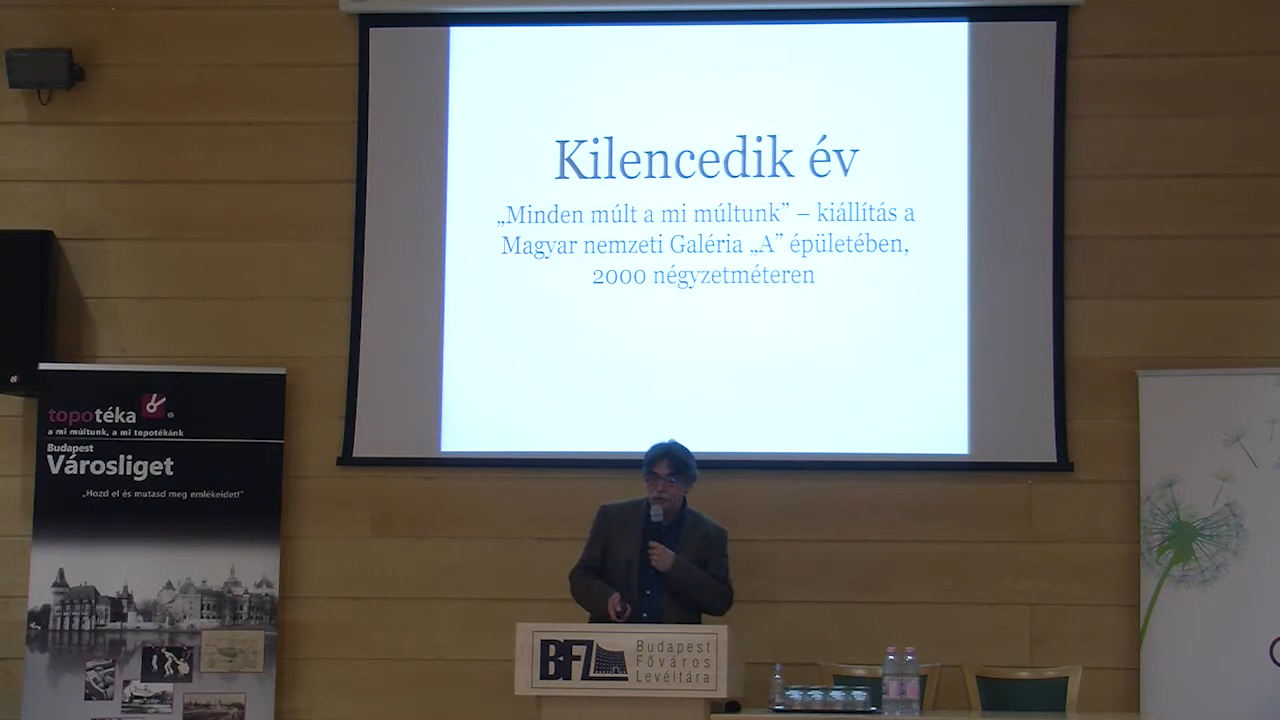 Kilencedik év
„Minden múlt a mi múltunk” – kiállítás a
Magyar nemzeti Galéria „A” épületében,
2000 négyzetméteren
topotéka
a mi múltunk, a mi topotékánk
Budapest
Városliget
„Hozd el és mutasd meg emlékeidet!”
BFL
Budapest
Főváros
Levéltára